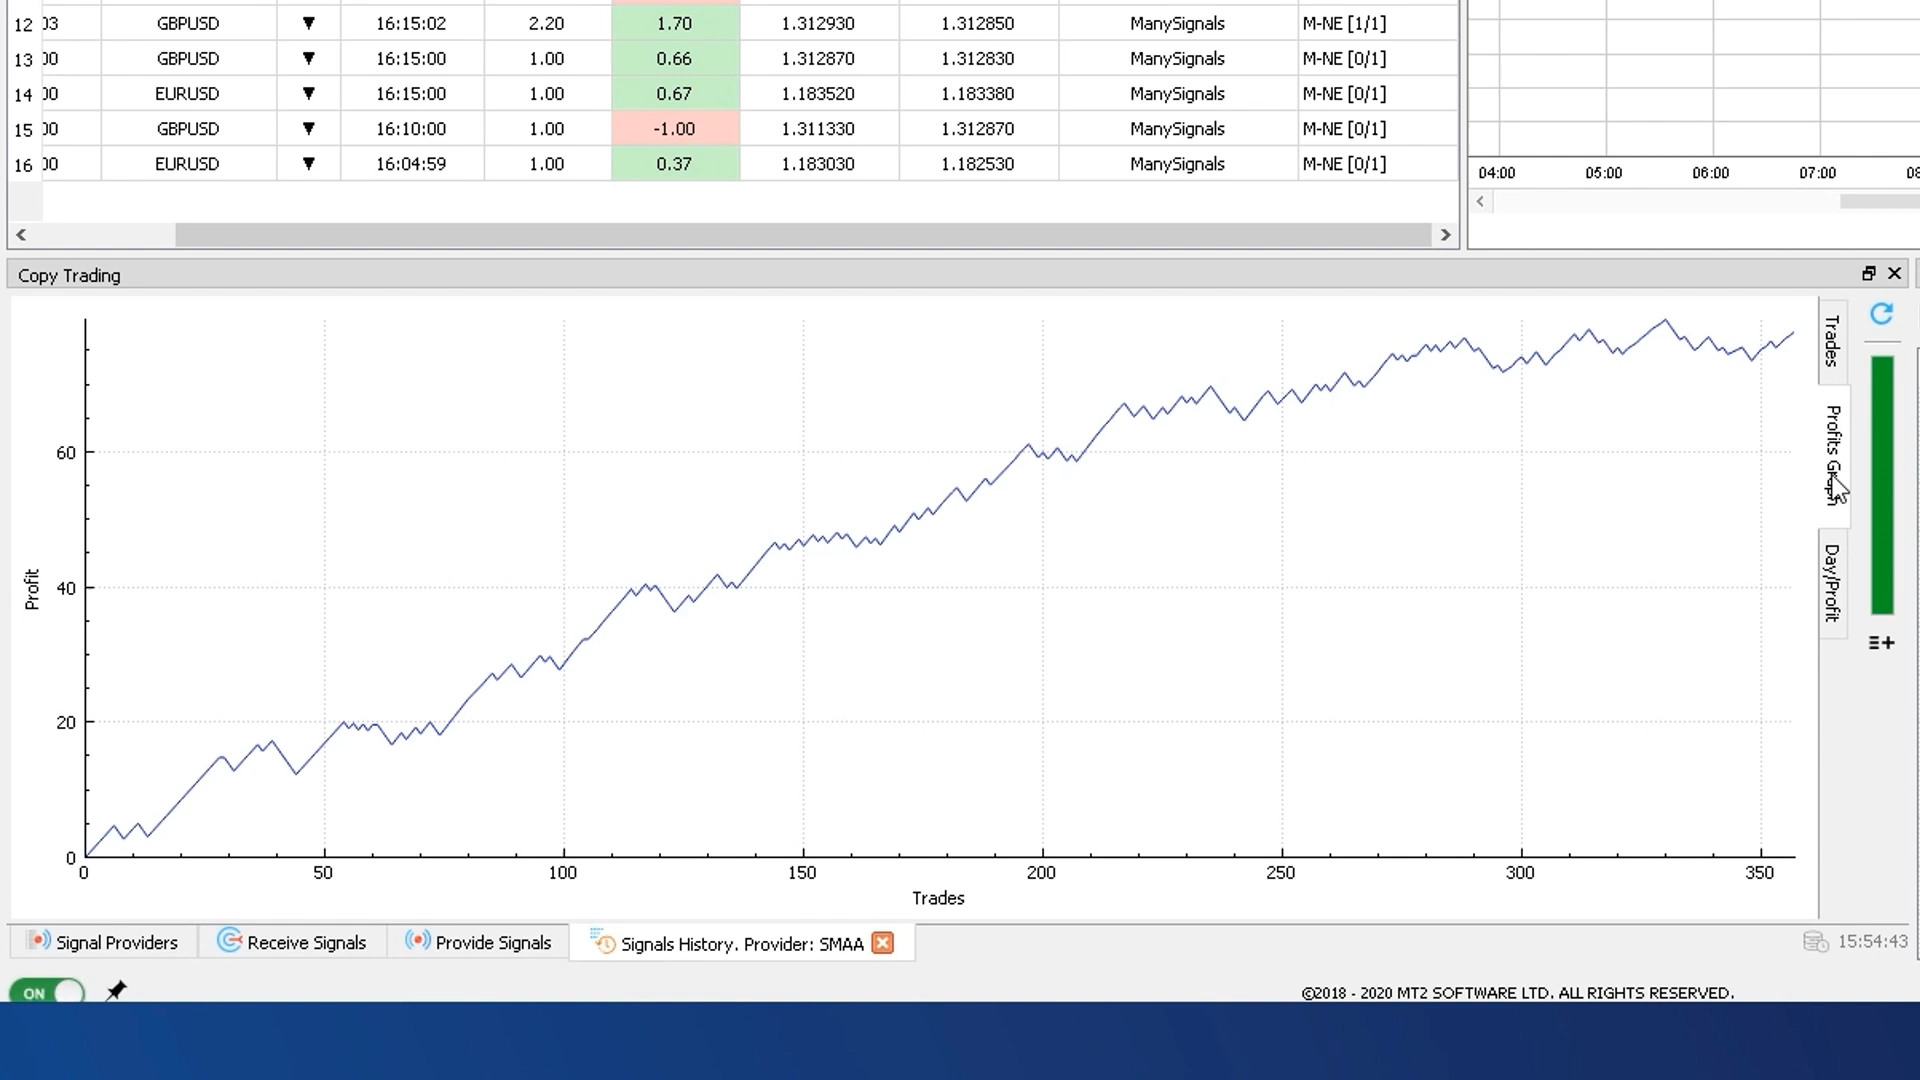 12 03 GBPUSD ▼ 16:15:02 2.20 1.70 1.312930 1.312850 ManySignals M-NE [1/1]
13 00 GBPUSD ▼ 16:15:00 1.00 0.66 1.312870 1.312830 ManySignals M-NE [0/1]
14 00 EURUSD ▼ 16:15:00 1.00 0.67 1.183520 1.183380 ManySignals M-NE [0/1]
15 00 GBPUSD ▼ 16:10:00 1.00 -1.00 1.311330 1.312870 ManySignals M-NE [0/1]
16 00 EURUSD ▼ 16:04:59 1.00 0.37 1.183030 1.182530 ManySignals M-NE [0/1]
04:00 05:00 06:00 07:00 08
Copy Trading
Trades
Profits Graph
Day/Profit
Profit
60
40
20
0
0 50 100 150 200 250 300 350
Trades
Signal Providers Receive Signals Provide Signals Signals History. Provider: SMAA 15:54:43
ON
©2018 - 2020 MT2 SOFTWARE LTD. ALL RIGHTS RESERVED.